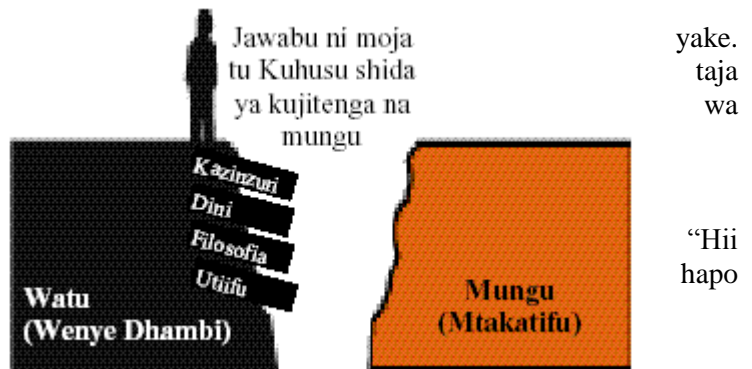 Jawabu ni moja
tu Kuhusu shida
ya kujitenga na
mungu
yake.
taja
wa
“Hii
hapo
Kazinzuri
Dini
Filosofia
Utiifu
Watu
(Wenye Dhambi)
Mungu
(Mtakatifu)